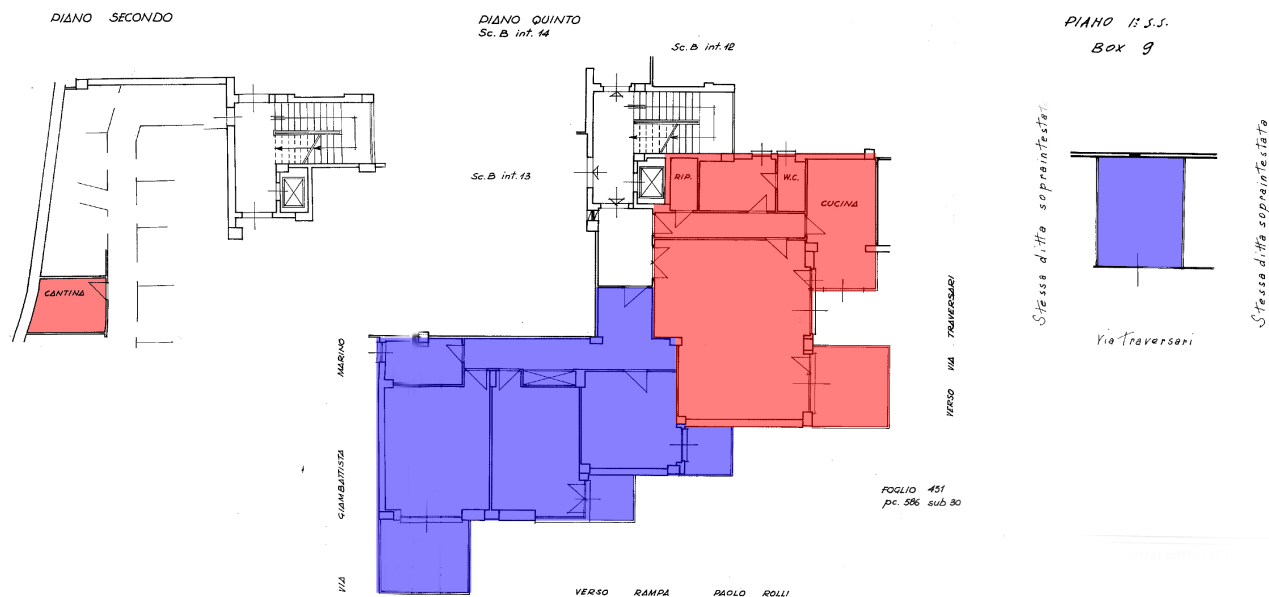 PIANO SECONDO
PIANO QUINTO
Sc. B int. 14
Sc. B int. 12
PIANO 1° S.S.
BOX 9
Sc. B int. 13
RIP.
W.C.
CUCINA
CANTINA
VIA GIAMBATTISTA MARINO
VERSO VIA TRAVERSARI
Stessa ditta sopraintestat
Stessa ditta sopraintestata
Via Traversari
FOGLIO 451
pc. 586 sub 30
VERSO RAMPA PAOLO ROLLI